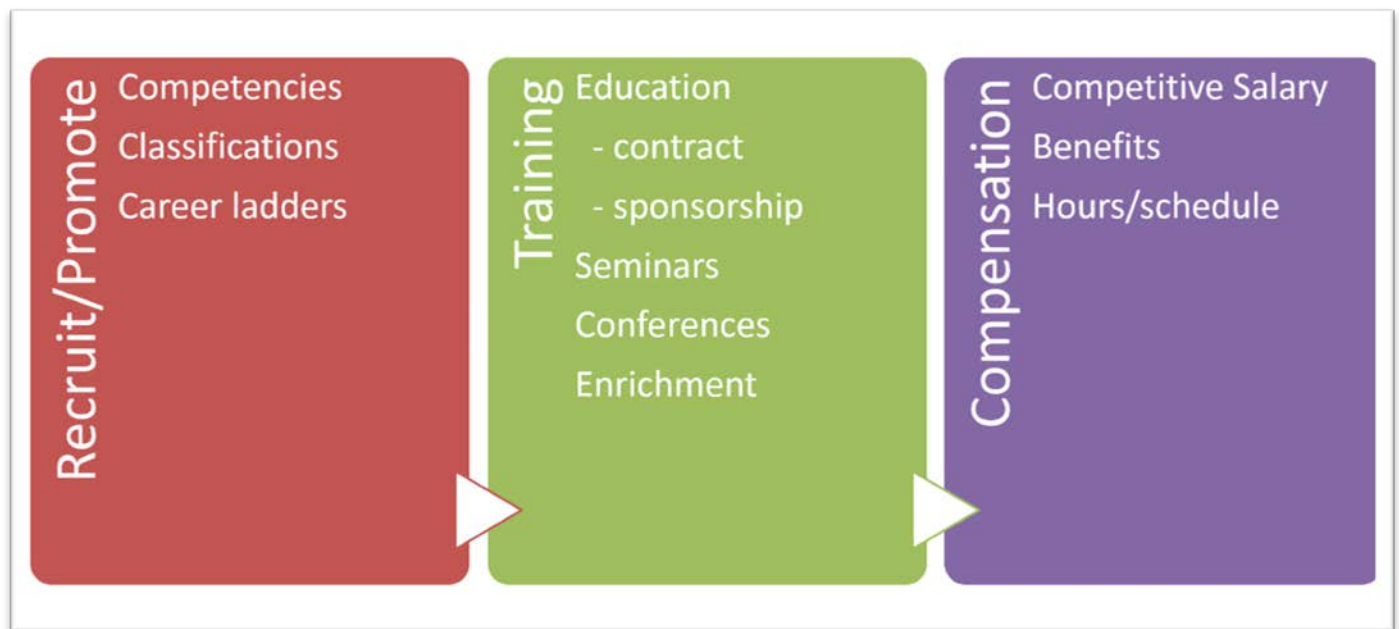 Recruit/Promote
Competencies
Classifications
Career ladders
Training
Education
- contract
- sponsorship
Seminars
Conferences
Enrichment
Compensation
Competitive Salary
Benefits
Hours/schedule